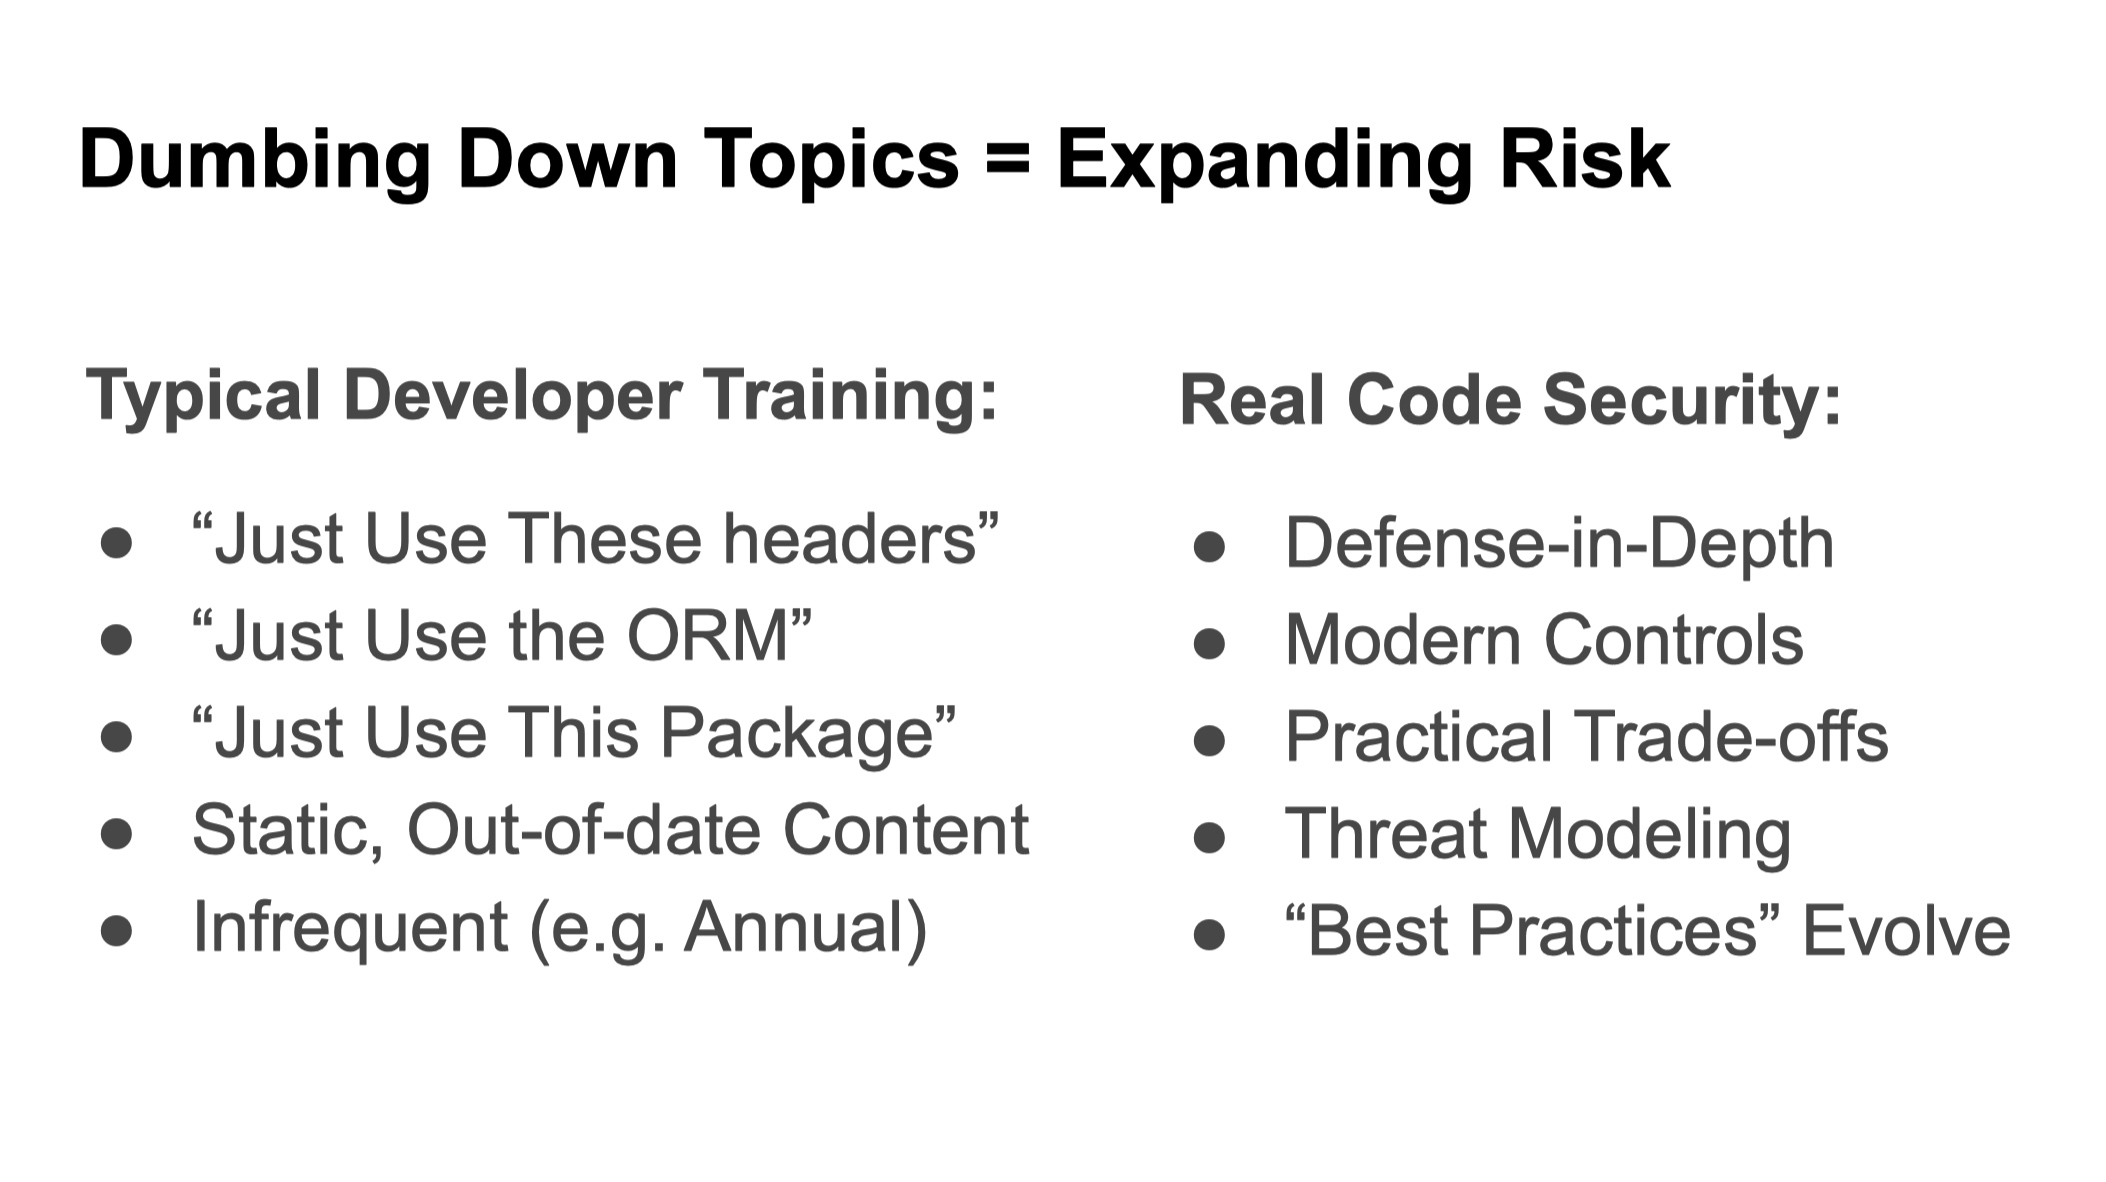 Dumbing Down Topics = Expanding Risk
Typical Developer Training:
● “Just Use These headers”
● “Just Use the ORM”
● “Just Use This Package”
● Static, Out-of-date Content
● Infrequent (e.g. Annual)
Real Code Security:
● Defense-in-Depth
● Modern Controls
● Practical Trade-offs
● Threat Modeling
● “Best Practices” Evolve